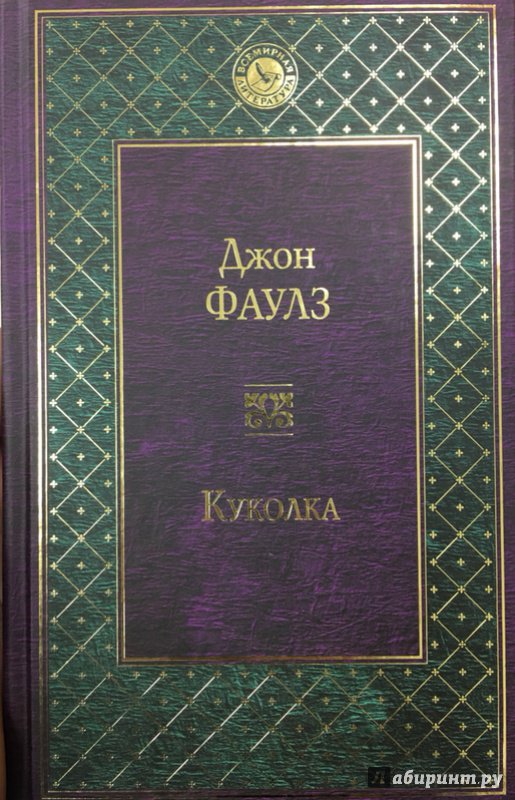 ВСЕМИРНАЯ
ЛИТЕРАТУРА
Джон
ФАУЛЗ
Куколка
Лабиринт.ру